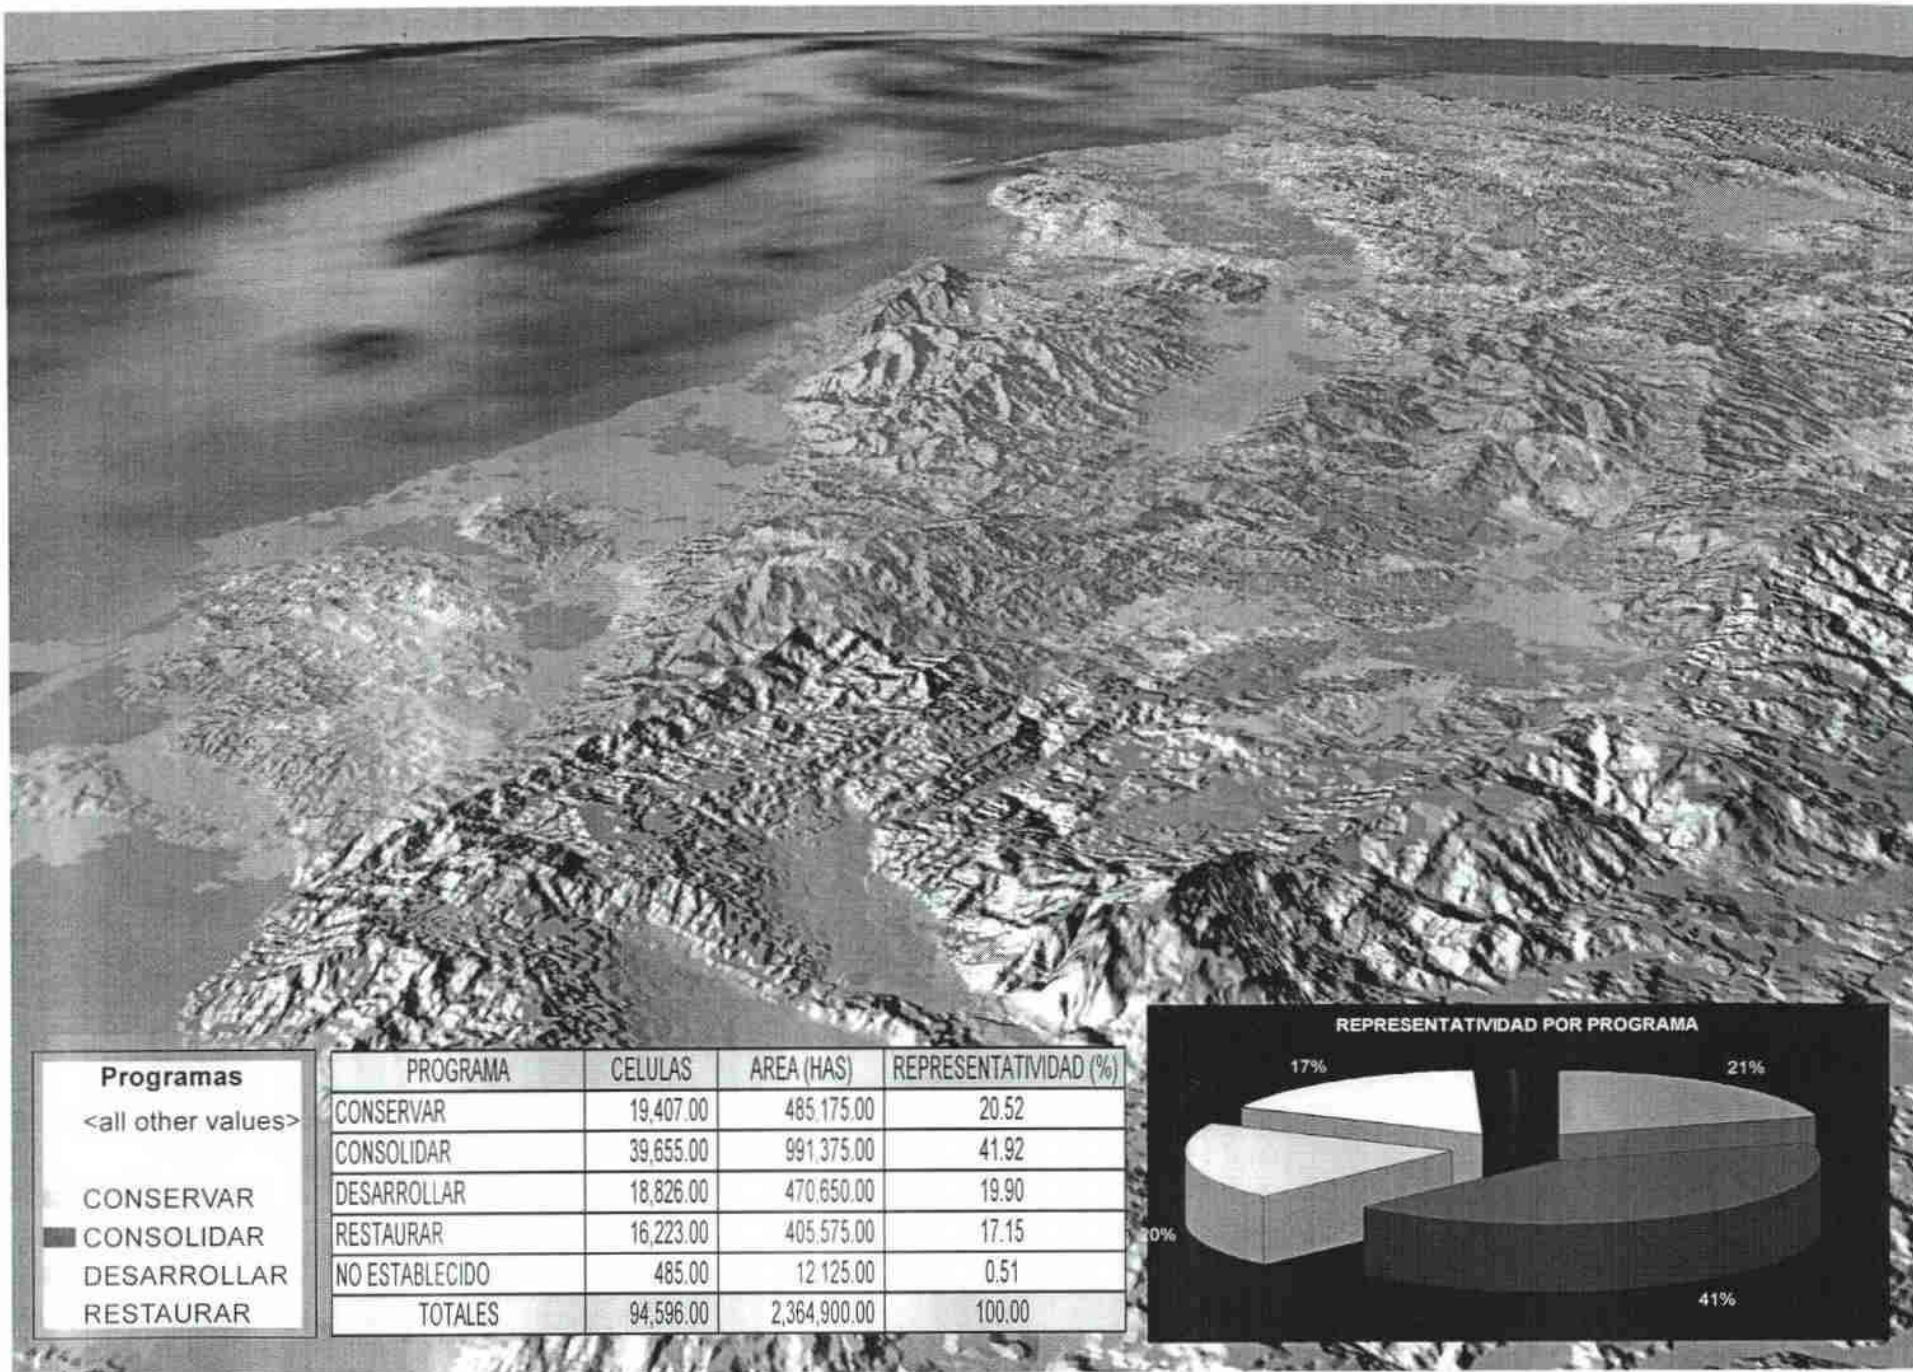 Programas
<all other values>
CONSERVAR
CONSOLIDAR
DESARROLLAR
RESTAURAR
PROGRAMA CELULAS AREA (HAS) REPRESENTATIVIDAD (%)
CONSERVAR 19,407.00 485,175.00 20.52
CONSOLIDAR 39,655.00 991,375.00 41.92
DESARROLLAR 18,826.00 470,650.00 19.90
RESTAURAR 16,223.00 405,575.00 17.15
NO ESTABLECIDO 485.00 12 125.00 0.51
TOTALES 94,596.00 2,364,900.00 100.00
REPRESENTATIVIDAD POR PROGRAMA
17%
21%
20%
41%